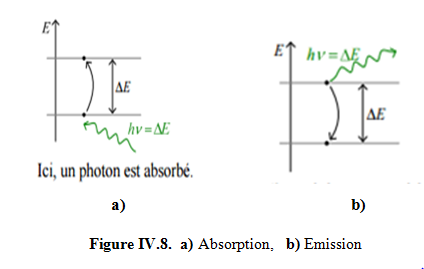 E
ΔE
hν = ΔE
Ici, un photon est absorbé.
a)
E
hν = ΔE
ΔE
b)
Figure IV.8. a) Absorption, b) Emission